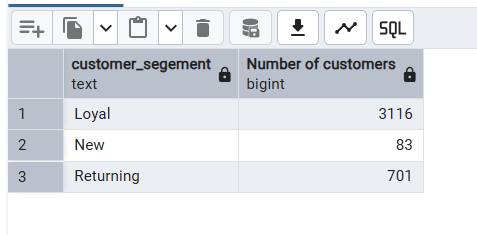 SQL
customer_segement Number of customers
text bigint
1 Loyal 3116
2 New 83
3 Returning 701